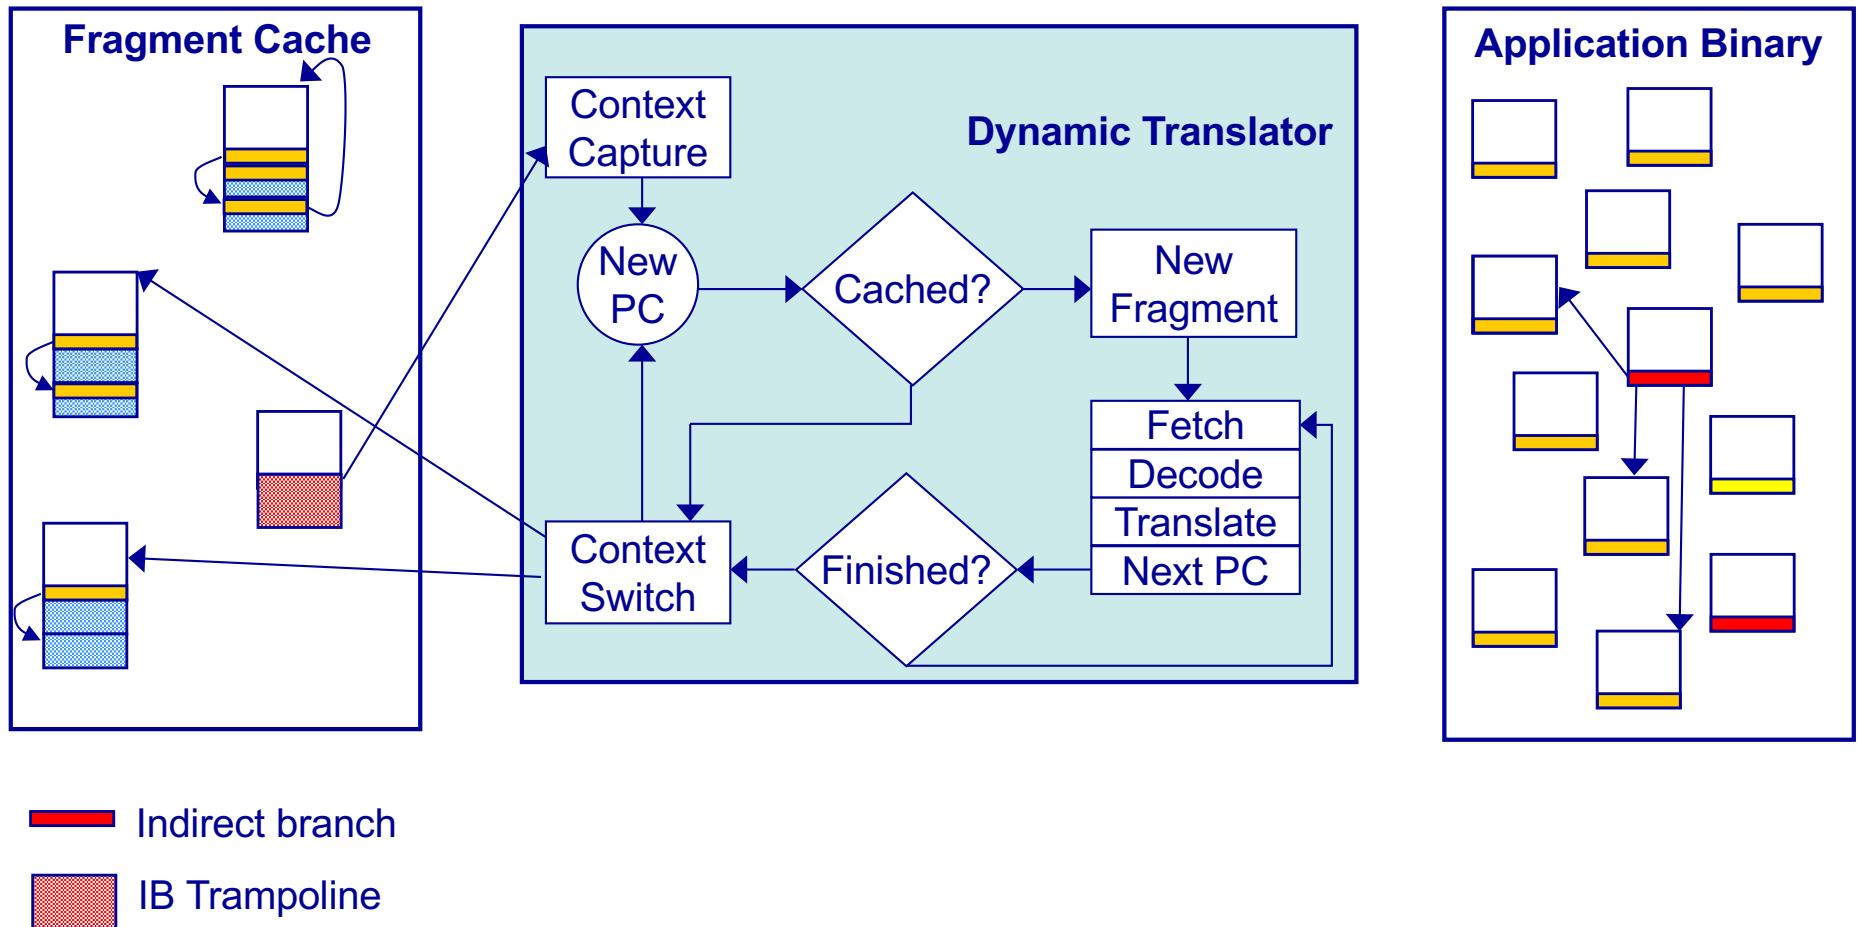 Fragment Cache
Context
Capture
New
PC
Cached?
Dynamic Translator
New
Fragment
Fetch
Decode
Translate
Next PC
Finished?
Context
Switch
Application Binary
Indirect branch
IB Trampoline